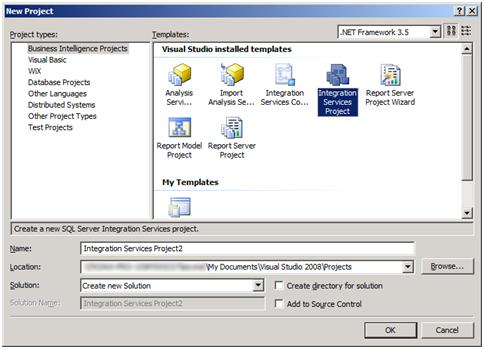 New Project
Project types:
Templates:
.NET Framework 3.5
Business Intelligence Projects
Visual Basic
WiX
Database Projects
Other Languages
Distributed Systems
Other Project Types
Test Projects
Visual Studio installed templates
Analysis Servi...
Import Analysis Se...
Integration Services Co...
Integration Services Project
Report Server Project Wizard
Report Model Project
Report Server Project
My Templates
Create a new SQL Server Integration Services project.
Name:
Integration Services Project2
Location:
\My Documents\Visual Studio 2008\Projects
Browse...
Solution:
Create new Solution
Create directory for solution
Solution Name:
Integration Services Project2
Add to Source Control
OK
Cancel